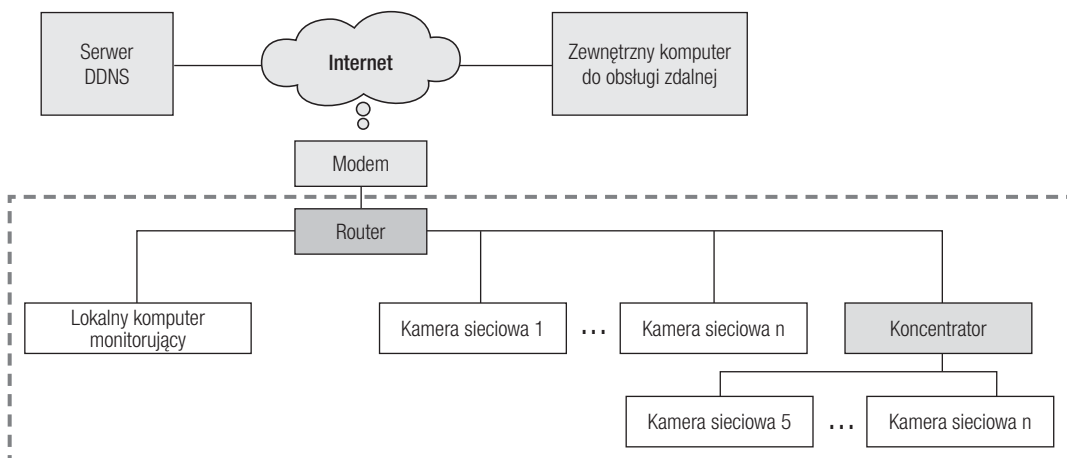 Serwer
DDNS
Internet
Zewnętrzny komputer
do obsługi zdalnej
Modem
Router
Lokalny komputer
monitorujący
Kamera sieciowa 1
...
Kamera sieciowa n
Koncentrator
Kamera sieciowa 5
...
Kamera sieciowa n